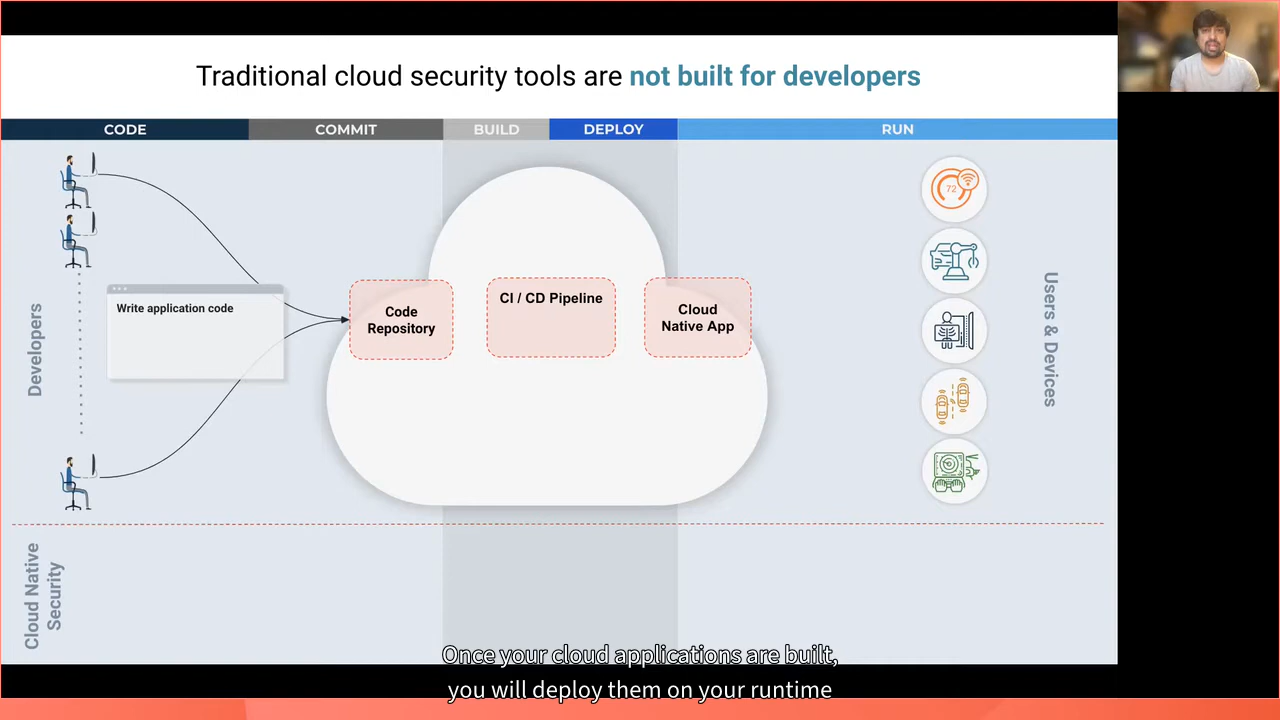 Traditional cloud security tools are not built for developers
CODE
COMMIT
BUILD
DEPLOY
RUN
Developers
Write application code
Code
Repository
CI / CD Pipeline
Cloud
Native App
72
Users & Devices
Cloud Native
Security
Once your cloud applications are built,
you will deploy them on your runtime